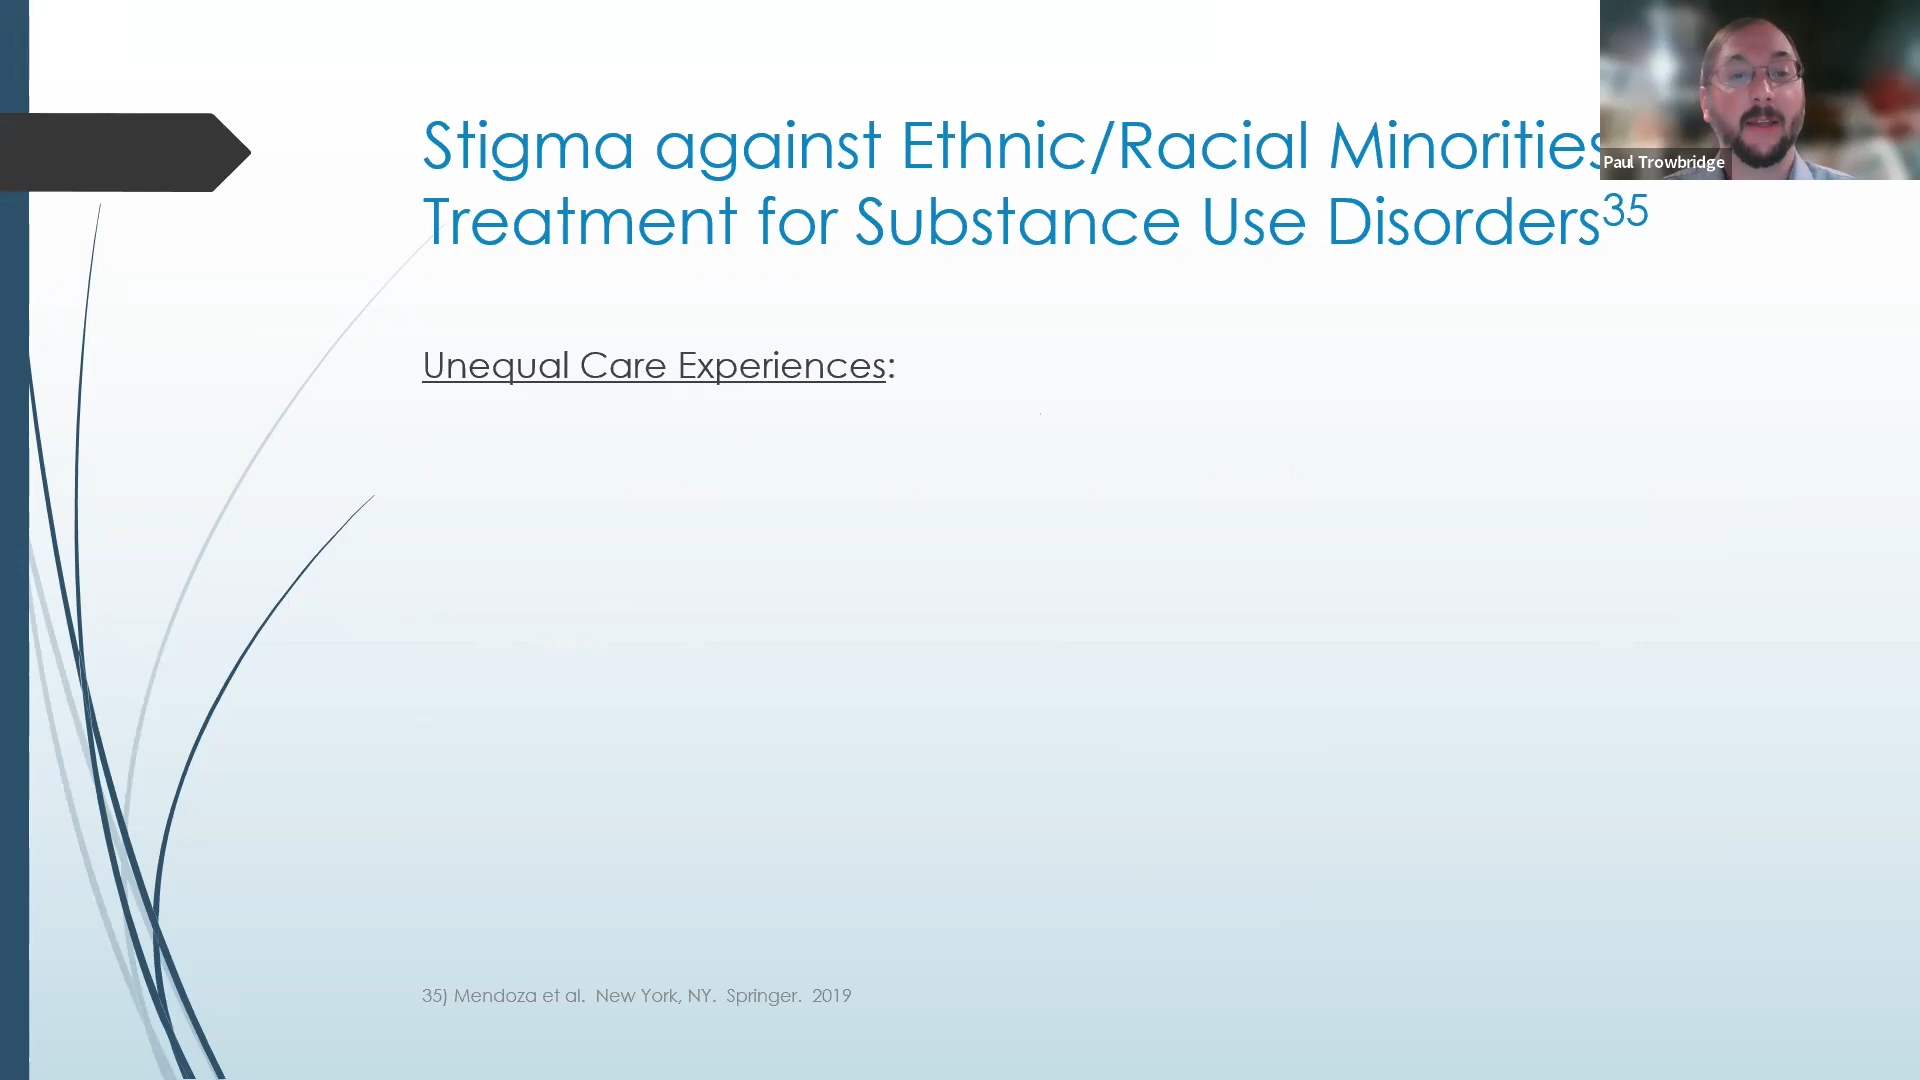 Stigma against Ethnic/Racial Minorities
Treatment for Substance Use Disorders35
Paul Trowbridge
Unequal Care Experiences:
35) Mendoza et al. New York, NY. Springer. 2019